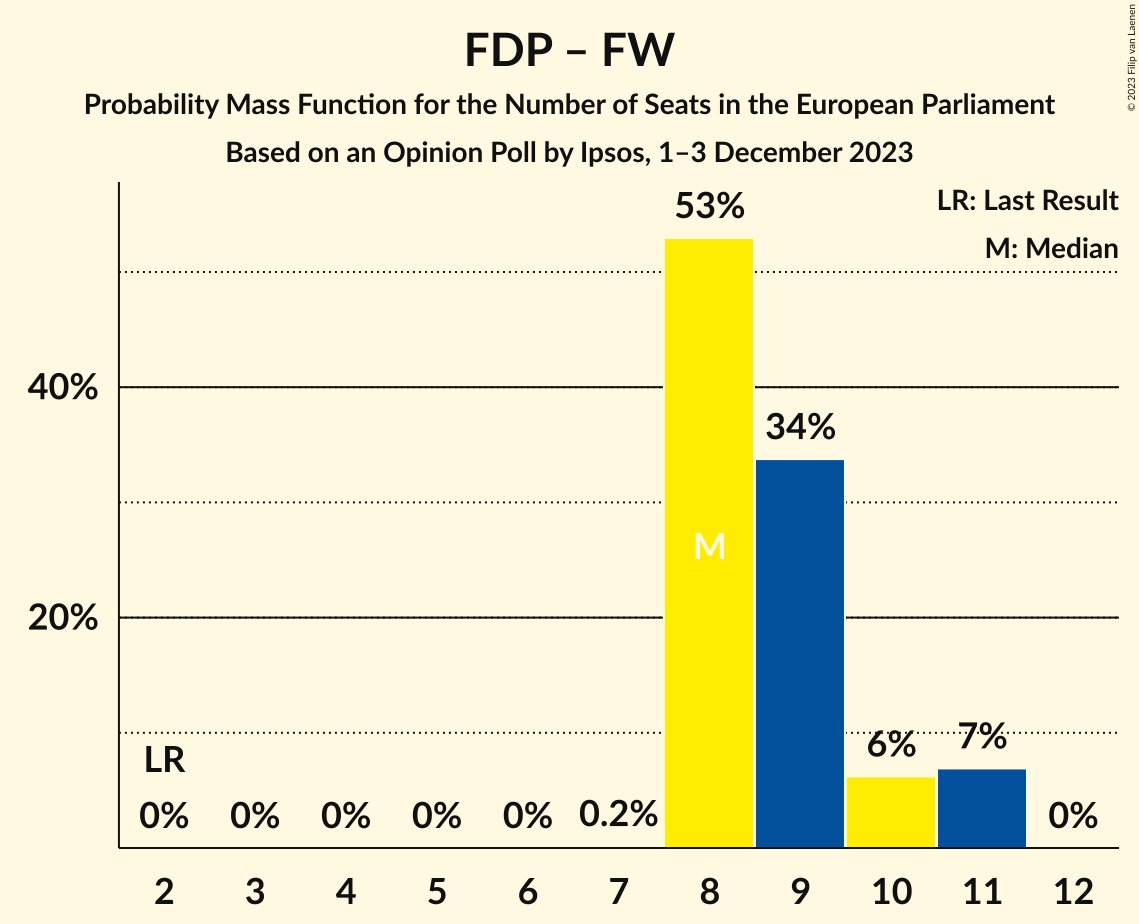 FDP – FW
Probability Mass Function for the Number of Seats in the European Parliament
Based on an Opinion Poll by Ipsos, 1–3 December 2023
© 2023 Filip van Laenen
LR: Last Result
M: Median
53%
40%
34%
M
20%
LR
6%
7%
0%
0%
0%
0%
0%
0.2%
0%
2 3 4 5 6 7 8 9 10 11 12